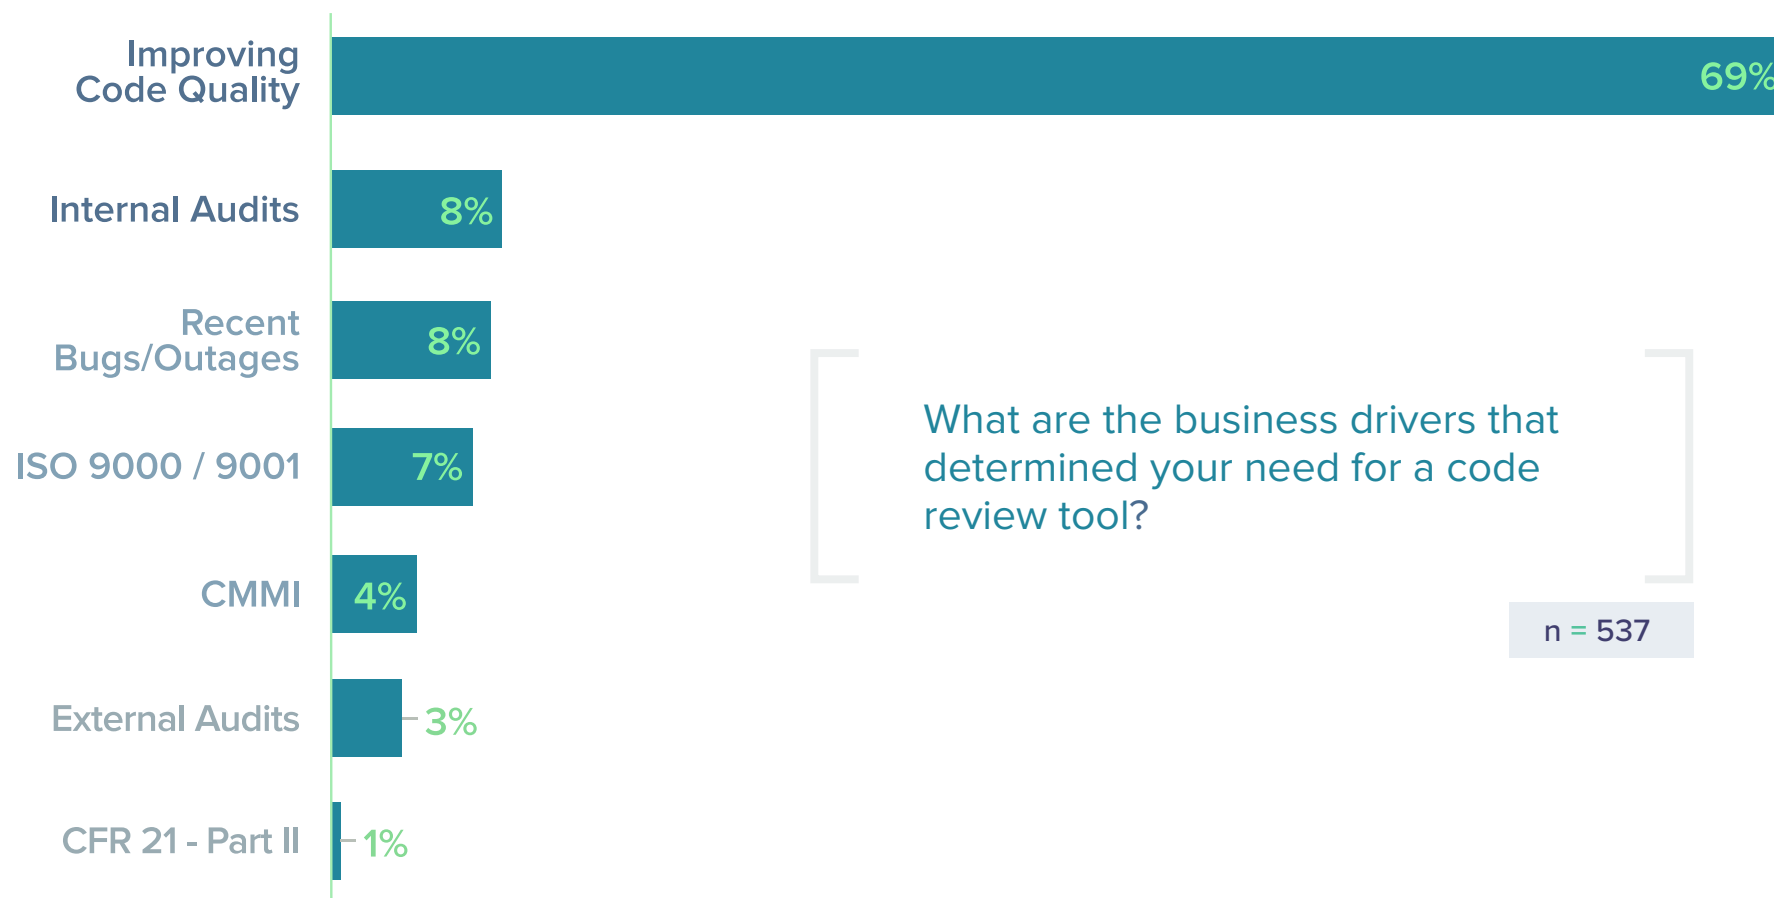 Improving
Code Quality
69%
Internal Audits
8%
Recent
Bugs/Outages
8%
ISO 9000 / 9001
7%
CMMI
4%
External Audits
3%
CFR 21 - Part II
1%
What are the business drivers that
determined your need for a code
review tool?
n = 537